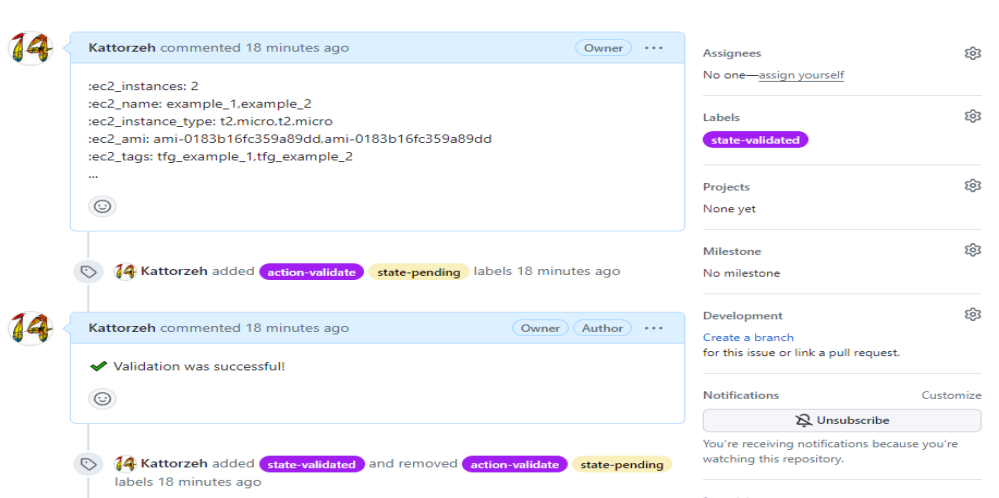 Kattorzeh commented 18 minutes ago
Owner
:ec2_instances: 2
:ec2_name: example_1,example_2
:ec2_instance_type: t2.micro,t2.micro
:ec2_ami: ami-0183b16fc359a89dd,ami-0183b16fc359a89dd
:ec2_tags: tfg_example_1,tfg_example_2
...
14 Kattorzeh added action-validate state-pending labels 18 minutes ago
14
Kattorzeh commented 18 minutes ago
Owner Author
Validation was successful!
14 Kattorzeh added state-validated and removed action-validate state-pending
labels 18 minutes ago
14
Assignees
No one—assign yourself
Labels
state-validated
Projects
None yet
Milestone
No milestone
Development
Create a branch
for this issue or link a pull request.
Notifications
Customize
Unsubscribe
You're receiving notifications because you're
watching this repository.